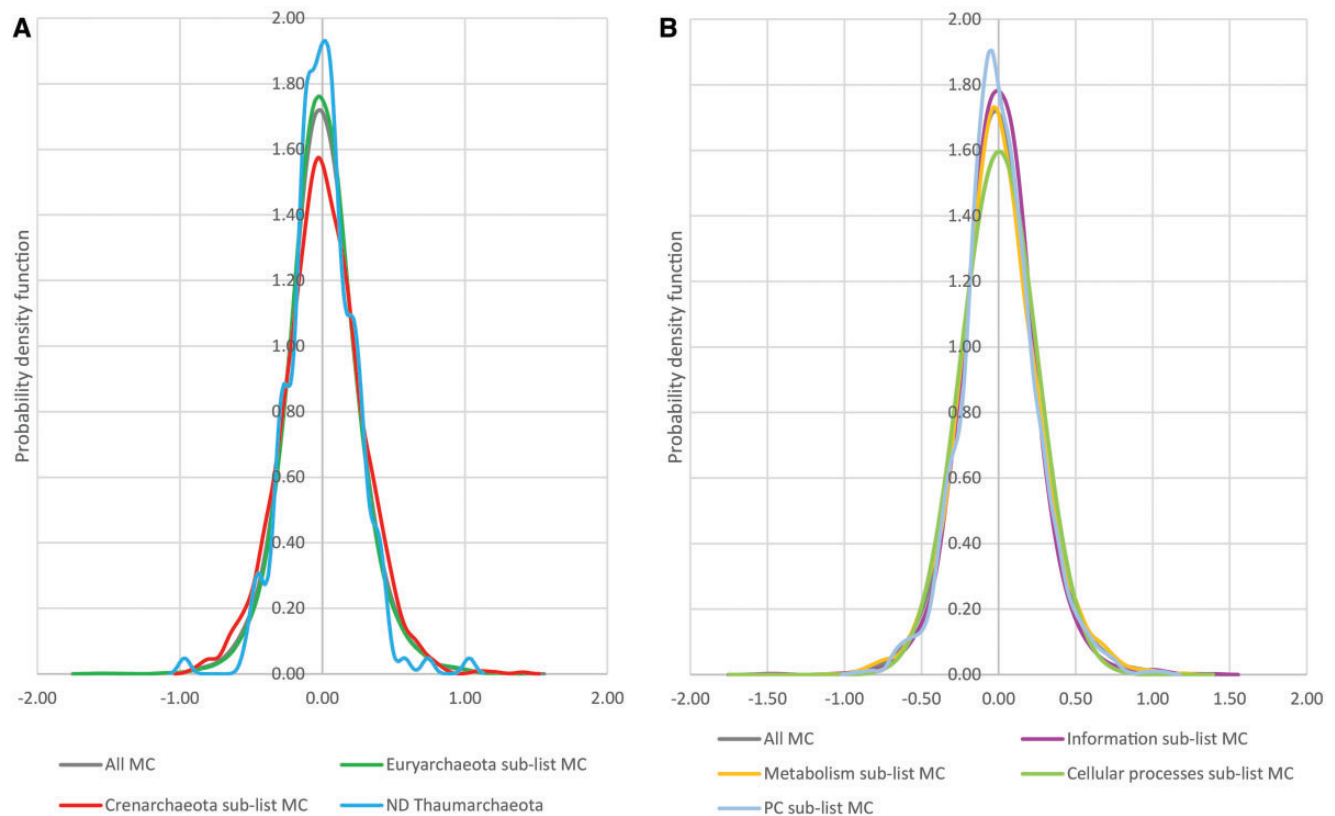 A
2.00
1.80
1.60
1.40
1.20
1.00
0.80
0.60
0.40
0.20
0.00
Probability density function
-2.00 -1.00 0.00 1.00 2.00
All MC Euryarchaeota sub-list MC
Crenarchaeota sub-list MC ND Thaumarchaeota
B
2.00
1.80
1.60
1.40
1.20
1.00
0.80
0.60
0.40
0.20
0.00
Probability density function
-2.00 -1.50 -1.00 -0.50 0.00 0.50 1.00 1.50 2.00
All MC Information sub-list MC
Metabolism sub-list MC Cellular processes sub-list MC
PC sub-list MC